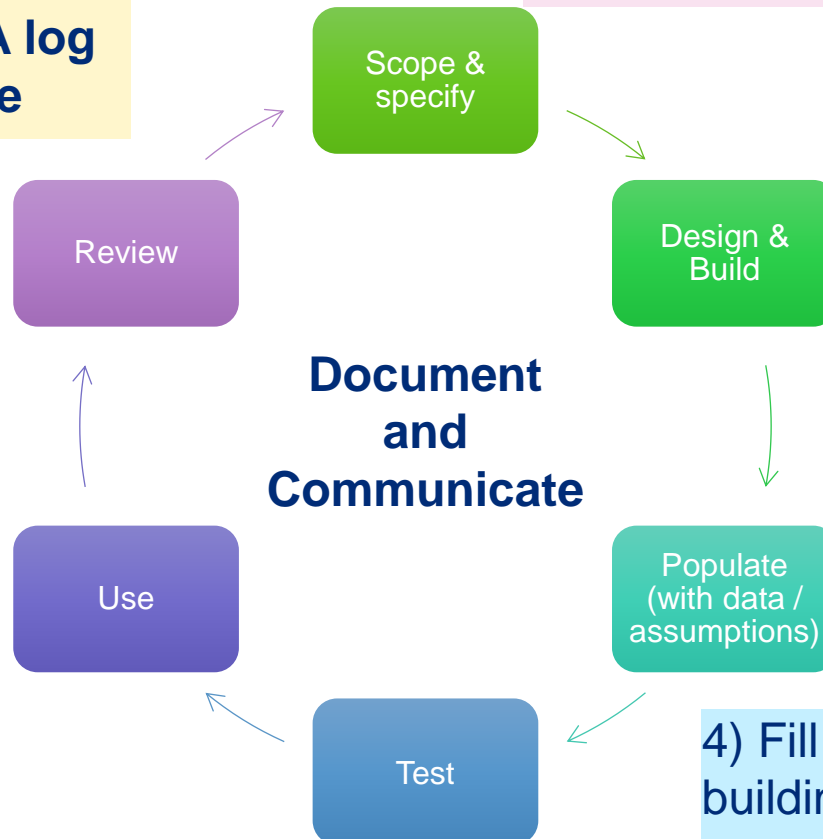 A log
e
Scope &
specify
Design &
Build
Populate
(with data /
assumptions)
Test
Use
Review
Document
and
Communicate
4) Fill
buildin